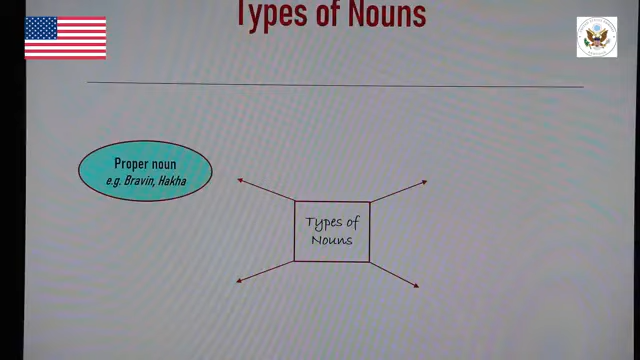 Types of Nouns
Proper noun
e.g. Bravin, Hakha
Types of
Nouns